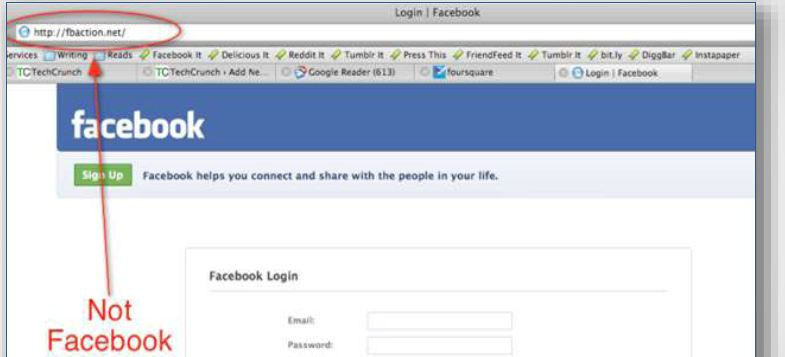 Login | Facebook
http://fbaction.net/
ervices Writing Reads Facebook It Delicious It Reddit It Tumblr It Press This FriendFeed It Tumblr It bit.ly DiggBar Instapaper
TCTechCrunch TCTechCrunch › Add Ne... Google Reader (613) foursquare Login | Facebook
facebook
Sign Up Facebook helps you connect and share with the people in your life.
Facebook Login
Email:
Password:
Not
Facebook